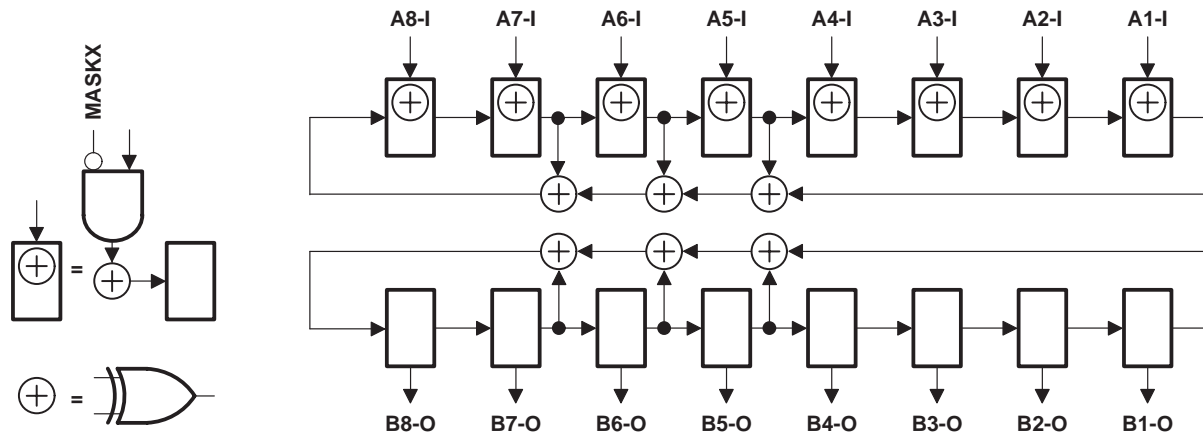 A8-I A7-I A6-I A5-I A4-I A3-I A2-I A1-I
MASKX
=
=
B8-O B7-O B6-O B5-O B4-O B3-O B2-O B1-O